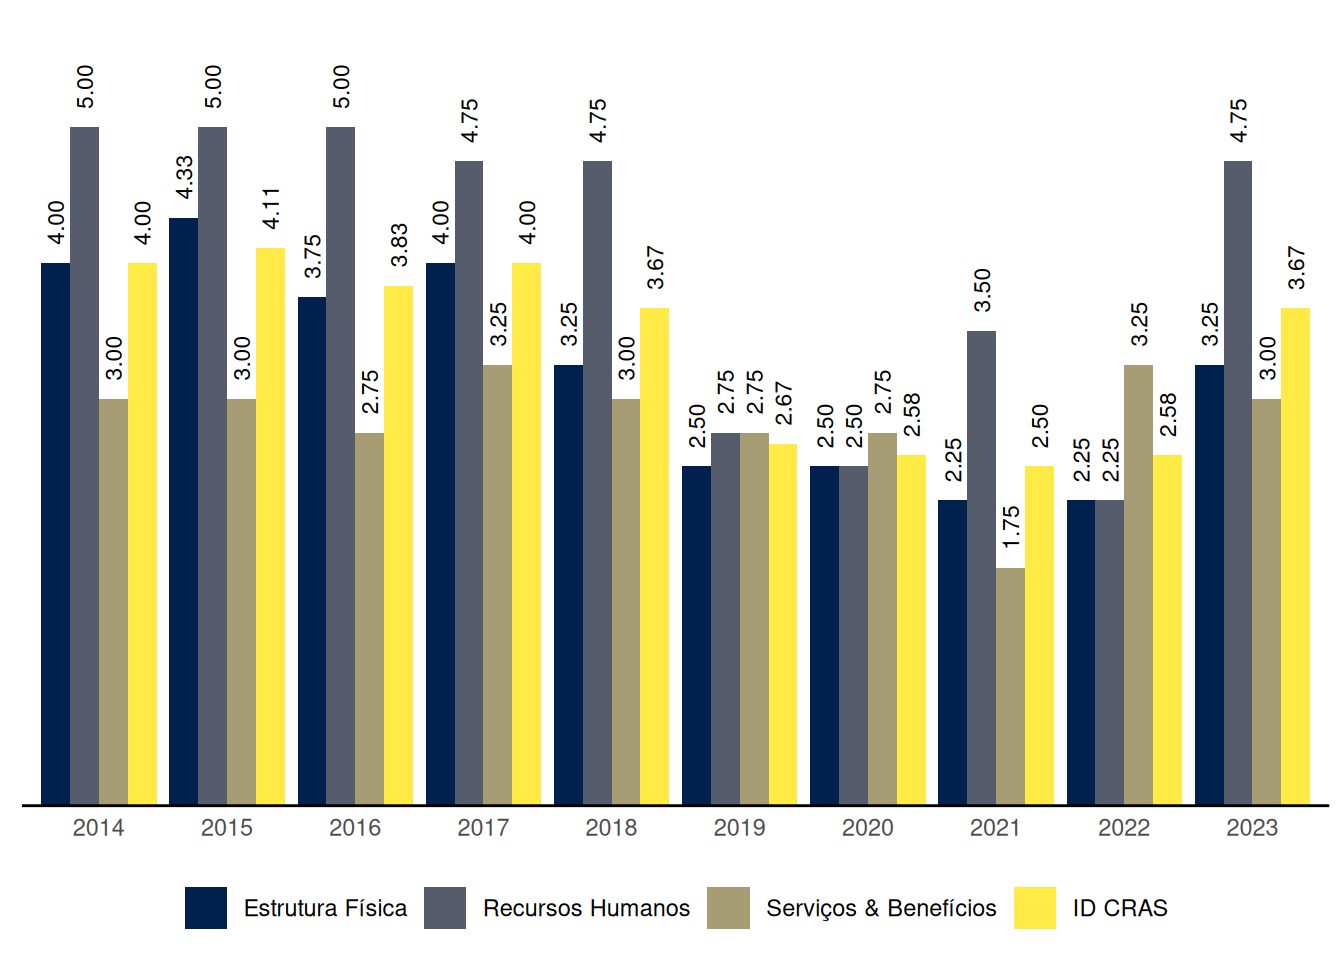 4.00 5.00 3.00 4.00
4.33 5.00 3.00 4.11
3.75 5.00 2.75 3.83
4.00 4.75 3.25 4.00
3.25 4.75 3.00 3.67
2.50 2.75 2.75 2.67
2.50 2.50 2.75 2.58
2.25 3.50 1.75 2.50
2.25 2.25 3.25 2.58
3.25 4.75 3.00 3.67
2014 2015 2016 2017 2018 2019 2020 2021 2022 2023
Estrutura Física Recursos Humanos Serviços & Benefícios ID CRAS